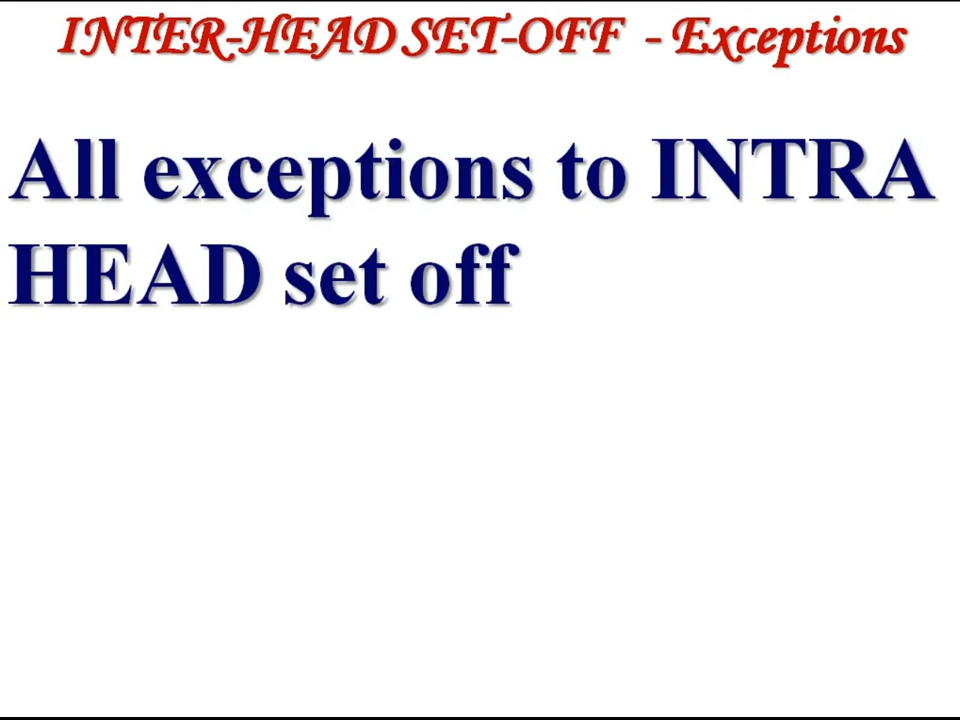 INTER-HEAD SET-OFF - Exceptions
All exceptions to INTRA
HEAD set off